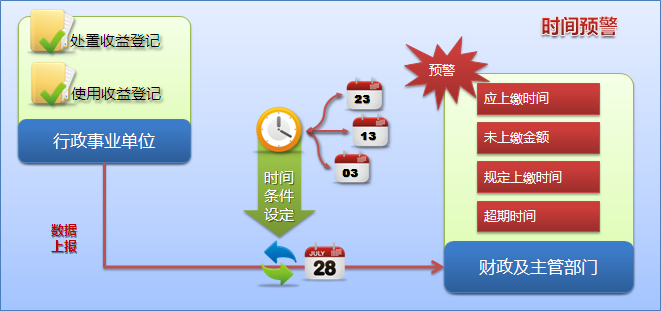 时间预警
处置收益登记
使用收益登记
行政事业单位
数据
上报
时间
条件
设定
23
13
03
JULY
28
预警
应上缴时间
未上缴金额
规定上缴时间
超期时间
财政及主管部门